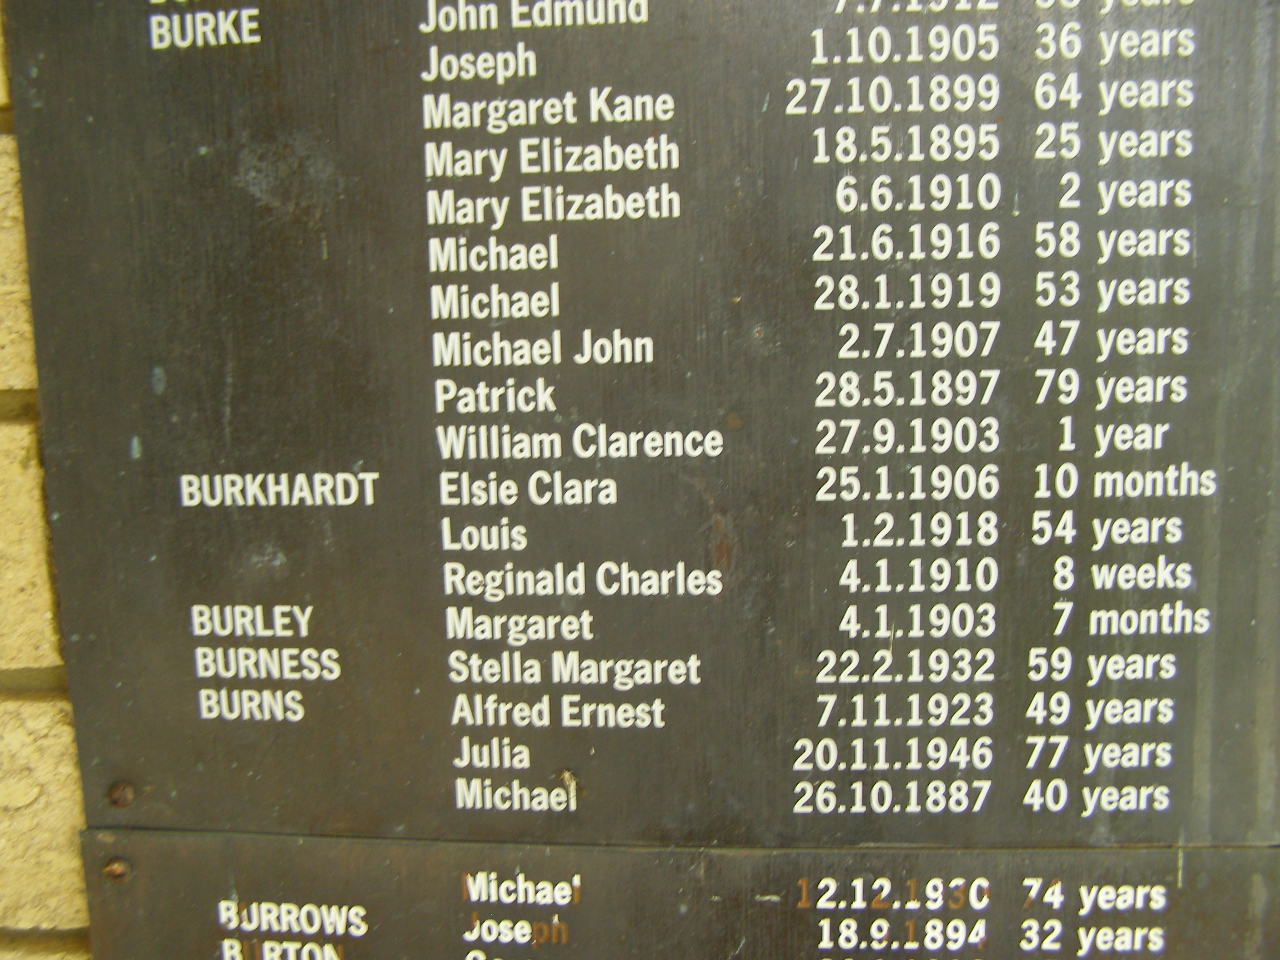 BURKE John Edmund 7.7.1912 years
Joseph 1.10.1905 36 years
Margaret Kane 27.10.1899 64 years
Mary Elizabeth 18.5.1895 25 years
Mary Elizabeth 6.6.1910 2 years
Michael 21.6.1916 58 years
Michael 28.1.1919 53 years
Michael John 2.7.1907 47 years
Patrick 28.5.1897 79 years
William Clarence 27.9.1903 1 year
BURKHARDT Elsie Clara 25.1.1906 10 months
Louis 1.2.1918 54 years
Reginald Charles 4.1.1910 8 weeks
BURLEY Margaret 4.1.1903 7 months
BURNESS Stella Margaret 22.2.1932 59 years
BURNS Alfred Ernest 7.11.1923 49 years
Julia 20.11.1946 77 years
Michael 26.10.1887 40 years
Michael 74 years
BURROWS Joseph 18.9.1894 32 years
BURTON